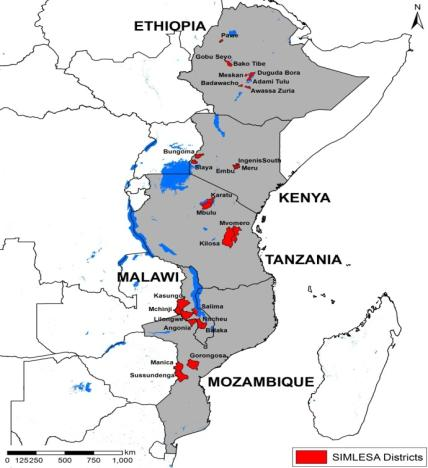 N
ETHIOPIA
Pawe
Gobu Seyo
Bako Tibe
Meskan
Duguda Bora
Badawacho
Adami Tulu
Awassa Zuria
Bungoma
Siaya
IngenisSouth
Embu
Meru
KENYA
Karatu
Mbulu
Mvomero
Kilosa
TANZANIA
MALAWI
Kasungu
Mchinji
Salima
Lilongwe
Ntcheu
Angonia
Balaka
Manica
Gorongosa
Sussundenga
MOZAMBIQUE
0 125250 500 750 1,000 km
SIMLESA Districts